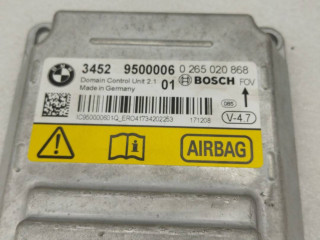 3452 9500006 0 265 020 868
Domain Control Unit 2.1 01 BOSCH FOV
Made in Germany
V-4.7
IC950000601Q_ERO41734202253 171208
AIRBAG